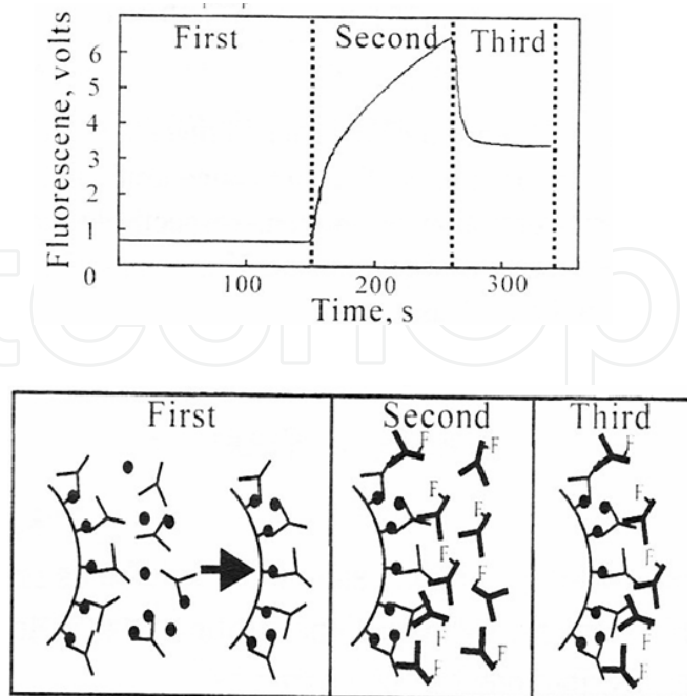 First Second Third
Fluorescene, volts
6
5
4
3
2
1
0
100 200 300
Time, s
First Second Third
F F
F
F
F
F
F
F
F
F
F
F
F
F
F